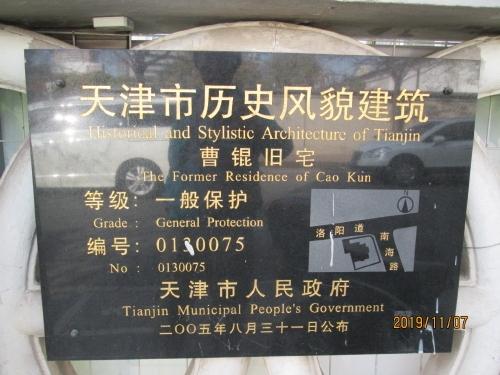 天津市历史风貌建筑
Historical and Stylistic Architecture of Tianjin
曹锟旧宅
The Former Residence of Cao Kun
等级：一般保护
Grade : General Protection
编号：0130075
No : 0130075
N
洛阳道
南海路
天津市人民政府
Tianjin Municipal People's Government
二〇〇五年八月三十一日公布
2019/11/07